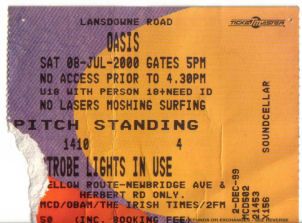 LANSDOWNE ROAD
TICKETMASTER
OASIS
SAT 08-JUL-2000 GATES 5PM
NO ACCESS PRIOR TO 4.30PM
U18 WITH PERSON 18+NEED ID
NO LASERS MOSHING SURFING
PITCH STANDING
1410 4
TROBE LIGHTS IN USE
ELLOW ROUTE-NEWBRIDGE AVE &
HERBERT RD ONLY.
MCD/OBAM/THE IRISH TIMES/2FM
50 (INC. BOOKING FEE/
SOUNDCELLAR
2-DEC-99
MCD502